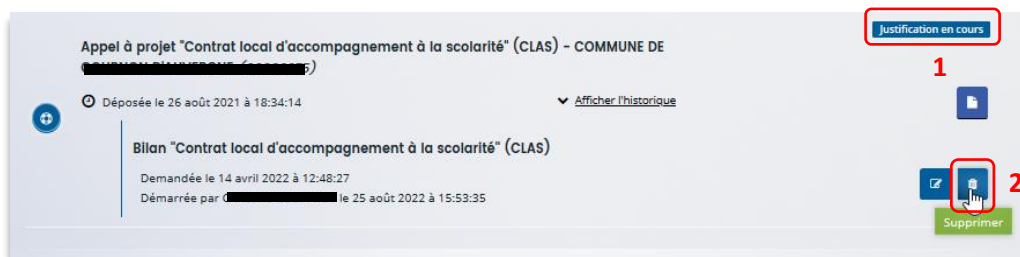 Justification en cours
Appel à projet "Contrat local d'accompagnement à la scolarité" (CLAS) - COMMUNE DE
1
Déposée le 26 août 2021 à 18:34:14
Afficher l'historique
Bilan "Contrat local d'accompagnement à la scolarité" (CLAS)
Demandée le 14 avril 2022 à 12:48:27
Démarrée par le 25 août 2022 à 15:53:35
2
Supprimer